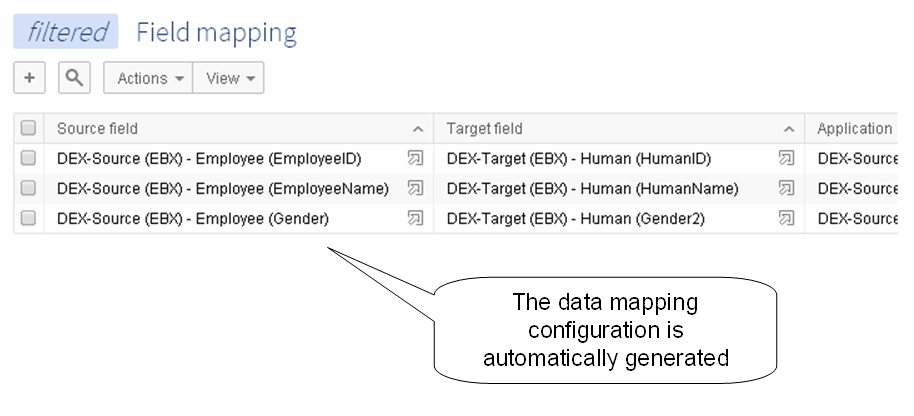 filtered Field mapping
+ Actions View
Source field Target field Application
DEX-Source (EBX) - Employee (EmployeeID) DEX-Target (EBX) - Human (HumanID) DEX-Source
DEX-Source (EBX) - Employee (EmployeeName) DEX-Target (EBX) - Human (HumanName) DEX-Source
DEX-Source (EBX) - Employee (Gender) DEX-Target (EBX) - Human (Gender2) DEX-Source
The data mapping
configuration is
automatically generated